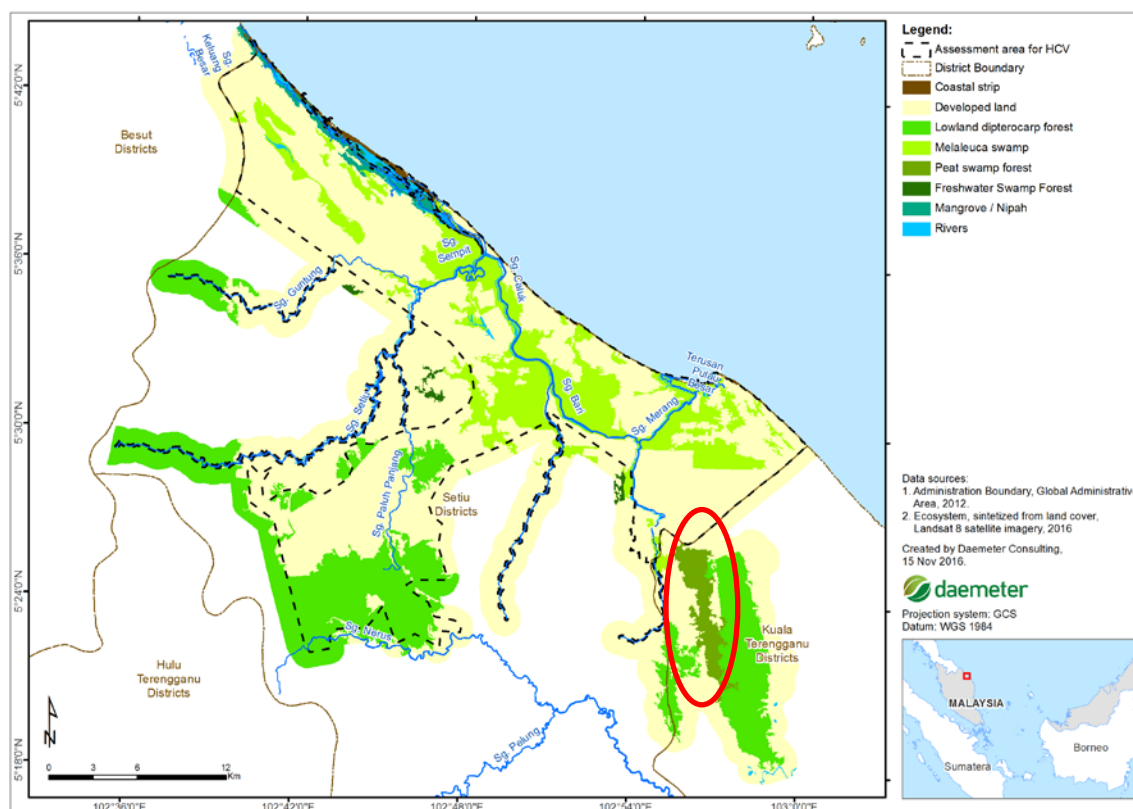 Legend:
Assessment area for HCV
District Boundary
Coastal strip
Developed land
Lowland dipterocarp forest
Melaleuca swamp
Peat swamp forest
Freshwater Swamp Forest
Mangrove / Nipah
Rivers
Data sources:
1. Administration Boundary, Global Administrative
Area, 2012.
2. Ecosystem, sintetized from land cover,
Landsat 8 satellite imagery, 2016
Created by Daemeter Consulting,
15 Nov 2016.
daemeter
Projection system: GCS
Datum: WGS 1984
MALAYSIA
Borneo
Sumatera
5°42'0"N
5°36'0"N
5°30'0"N
5°24'0"N
5°18'0"N
102°36'0"E
102°42'0"E
102°48'0"E
102°54'0"E
103°0'0"E
Sg.
Keluang
Besar
Besut
Districts
Sg.
Sempit
Sg. Caluk
Sg. Guntung
Terusan
Pulau
Besar
Sg. Setiu
Sg. Bari
Sg. Merang
Sg. Paluh Panjang
Setiu
Districts
Sg. Nerus
Kuala
Terengganu
Districts
Hulu
Terengganu
Districts
Sg. Pelung
Z
0 3 6 12
Km